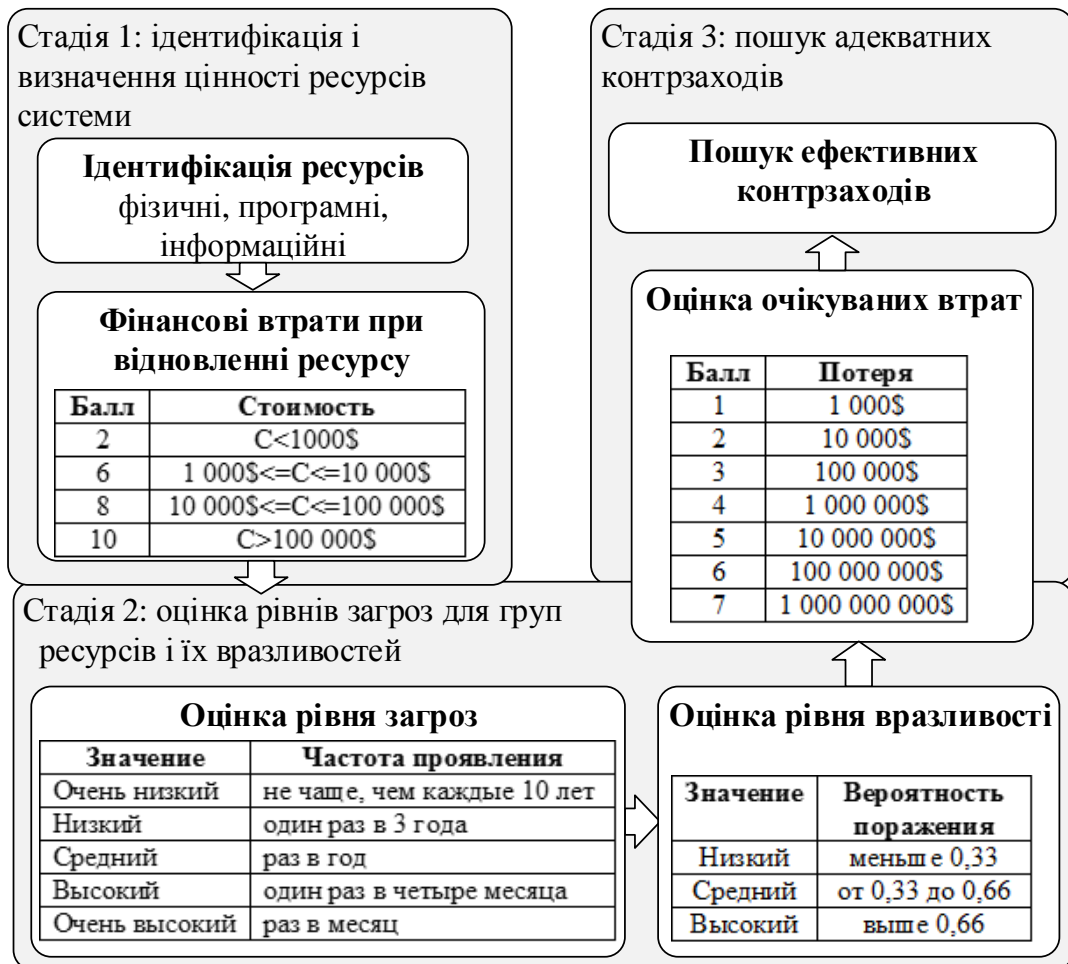 Стадія 1: ідентифікація і
визначення цінності ресурсів
системи
Ідентифікація ресурсів
фізичні, програмні,
інформаційні
Фінансові втрати при
відновленні ресурсу
Балл Стоимость
2 C<1000$
6 1 000$<=C<=10 000$
8 10 000$<=C<=100 000$
10 C>100 000$
Стадія 2: оцінка рівнів загроз для груп
ресурсів і їх вразливостей
Оцінка рівня загроз
Значение Частота проявления
Очень низкий не чаще, чем каждые 10 лет
Низкий один раз в 3 года
Средний раз в год
Высокий один раз в четыре месяца
Очень высокий раз в месяц
Оцінка рівня вразливості
Значение Вероятность
поражения
Низкий меньше 0,33
Средний от 0,33 до 0,66
Высокий выше 0,66
Стадія 3: пошук адекватних
контрзаходів
Пошук ефективних
контрзаходів
Оцінка очікуваних втрат
Балл Потеря
1 1 000$
2 10 000$
3 100 000$
4 1 000 000$
5 10 000 000$
6 100 000 000$
7 1 000 000 000$